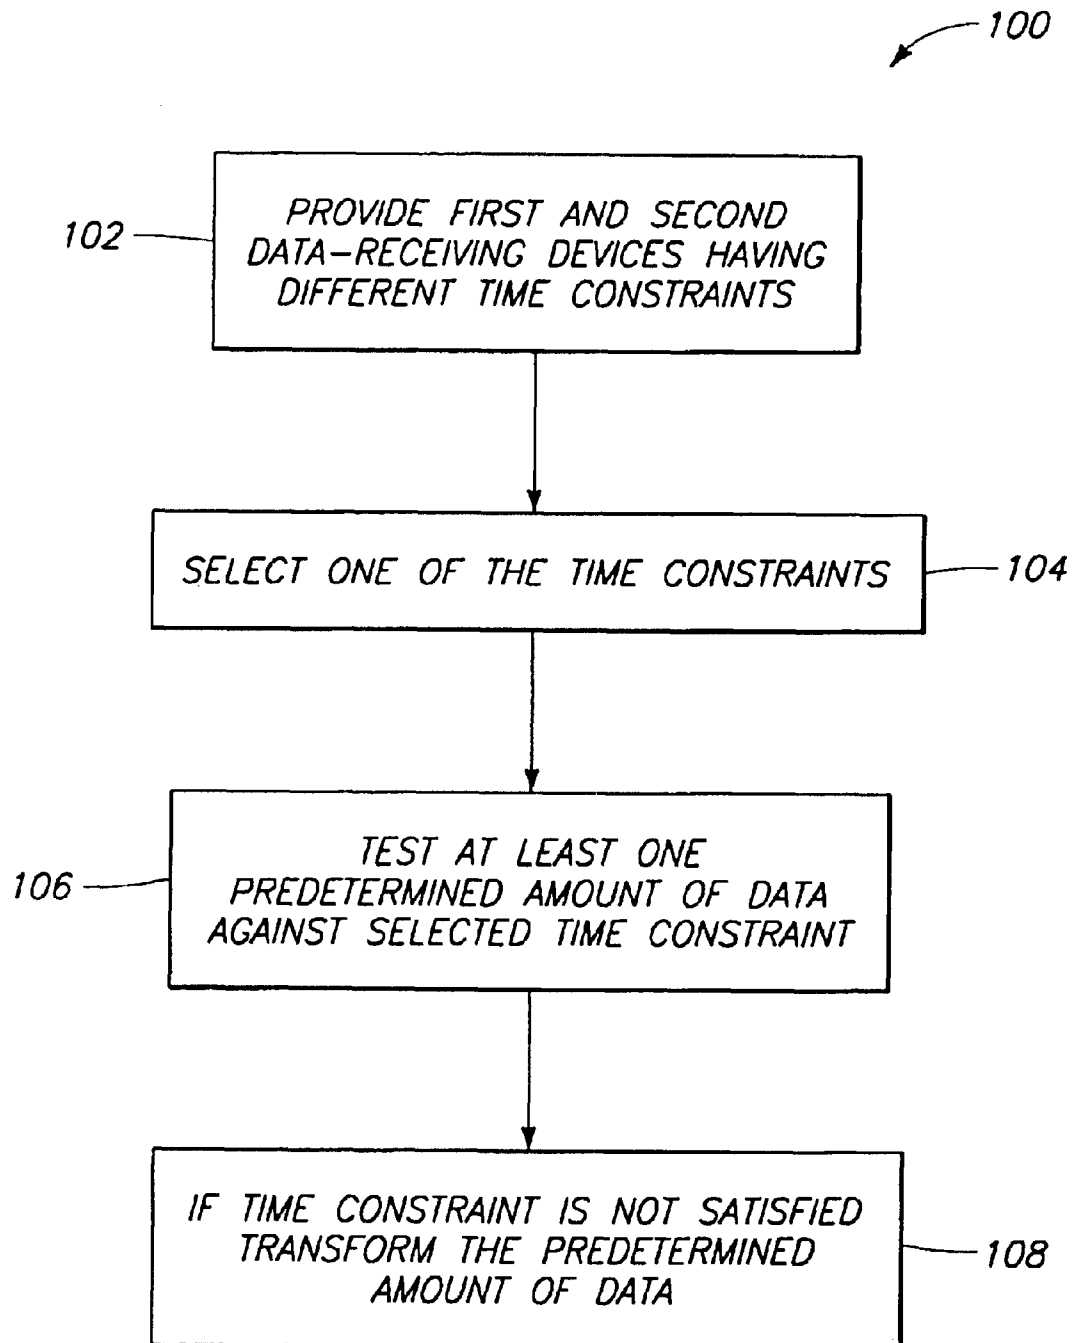 100
102
PROVIDE FIRST AND SECOND
DATA-RECEIVING DEVICES HAVING
DIFFERENT TIME CONSTRAINTS
SELECT ONE OF THE TIME CONSTRAINTS
104
106
TEST AT LEAST ONE
PREDETERMINED AMOUNT OF DATA
AGAINST SELECTED TIME CONSTRAINT
IF TIME CONSTRAINT IS NOT SATISFIED
TRANSFORM THE PREDETERMINED
AMOUNT OF DATA
108